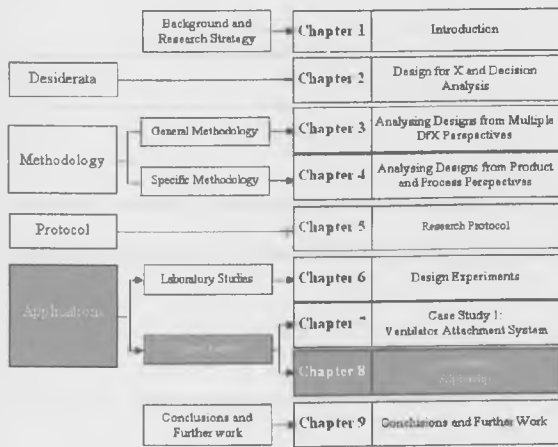 Background and
Research Strategy
Chapter 1
Introduction
Desiderata
Chapter 2
Design for X and Decision
Analysis
Methodology
General Methodology
Chapter 3
Analysing Designs from Multiple
DfX Perspectives
Specific Methodology
Chapter 4
Analysing Designs from Product
and Process Perspectives
Protocol
Chapter 5
Research Protocol
Applications
Laboratory Studies
Chapter 6
Design Experiments
Chapter 7
Case Study 1:
Ventilator Attachment System
Chapter 8
Conclusions and
Further work
Chapter 9
Conclusions and Further Work